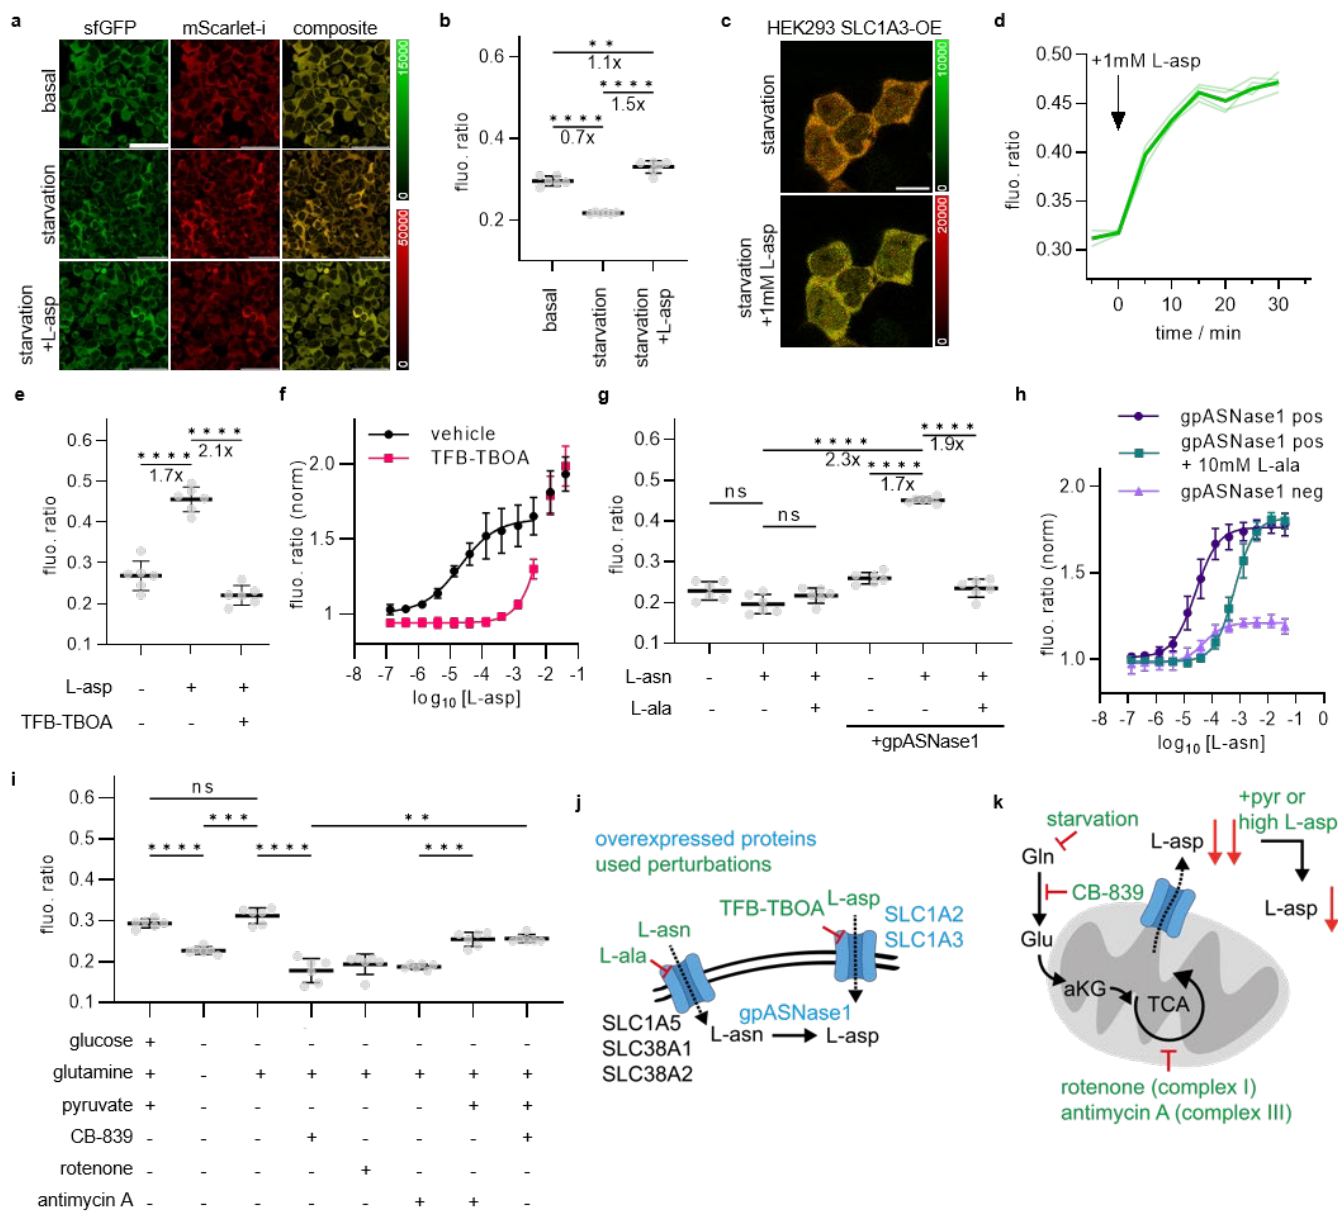 a
sfGFP
mScarlet-i
composite
basal
starvation
starvation
+L-asp
15000
0
50000
0
b
0.6
0.4
0.2
fluo. ratio
* *
1.1x
* * * *
1.5x
* * * *
0.7x
basal
starvation
starvation
+L-asp
c
HEK293 SLC1A3-OE
starvation
starvation
+1mM L-asp
10000
0
20000
0
d
+1mM L-asp
0.50
0.45
0.40
0.35
0.30
fluo. ratio
0
10
20
30
time / min
e
0.6
0.5
0.4
0.3
0.2
0.1
fluo. ratio
* * * *
2.1x
* * * *
1.7x
L-asp - + +
TFB-TBOA - - +
f
vehicle
TFB-TBOA
2.0
1.5
1
fluo. ratio (norm)
-8 -7 -6 -5 -4 -3 -2 -1
log10 [L-asp]
g
0.6
0.5
0.4
0.3
0.2
0.1
fluo. ratio
ns
ns
* * * *
2.3x
* * * *
1.7x
* * * *
1.9x
L-asn - + + - + +
L-ala - - + - - +
+gpASNase1
h
gpASNase1 pos
gpASNase1 pos
+ 10mM L-ala
gpASNase1 neg
2.0
1.5
1.0
fluo. ratio (norm)
-8 -7 -6 -5 -4 -3 -2 -1 0
log10 [L-asn]
i
0.6
0.5
0.4
0.3
0.2
0.1
fluo. ratio
ns
* * *
* * * *
* * * *
* *
* * *
glucose + - - - - - - -
glutamine + - + + + + + +
pyruvate + - - - - - + +
CB-839 - - - + - - - +
rotenone - - - - + - - -
antimycin A - - - - - + + -
j
overexpressed proteins
used perturbations
L-asn
L-ala
TFB-TBOA
L-asp
SLC1A2
SLC1A3
gpASNase1
SLC1A5
SLC38A1
SLC38A2
L-asn
L-asp
k
starvation
Gln
CB-839
Glu
aKG
TCA
L-asp
+pyr or
high L-asp
L-asp
rotenone (complex I)
antimycin A (complex III)